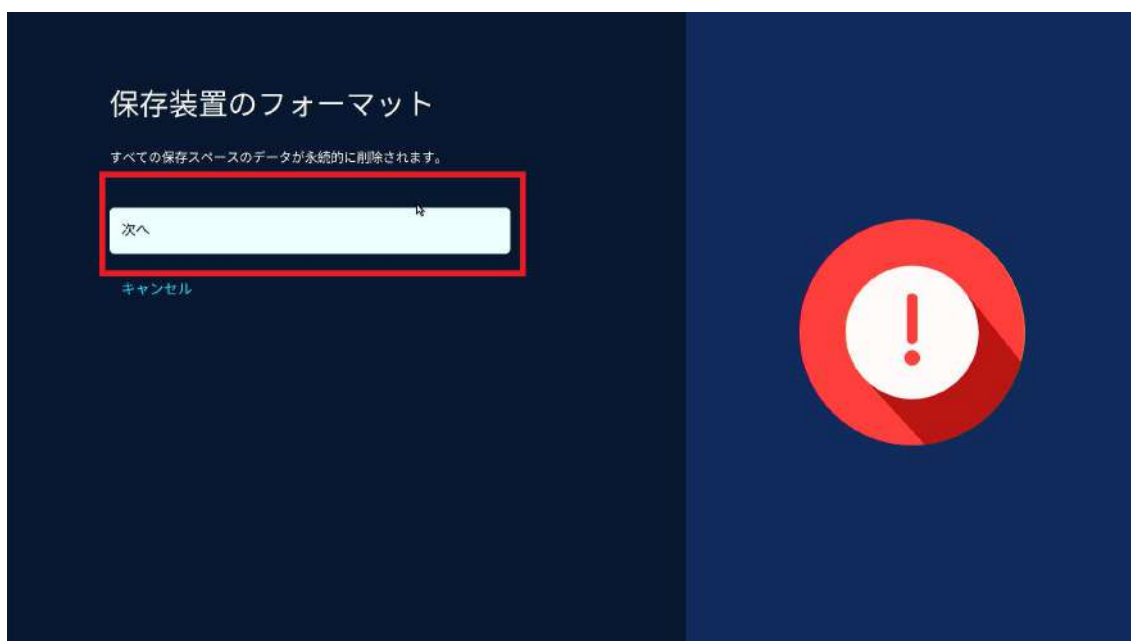 保存装置のフォーマット
すべての保存スペースのデータが永続的に削除されます。
次へ
キャンセル